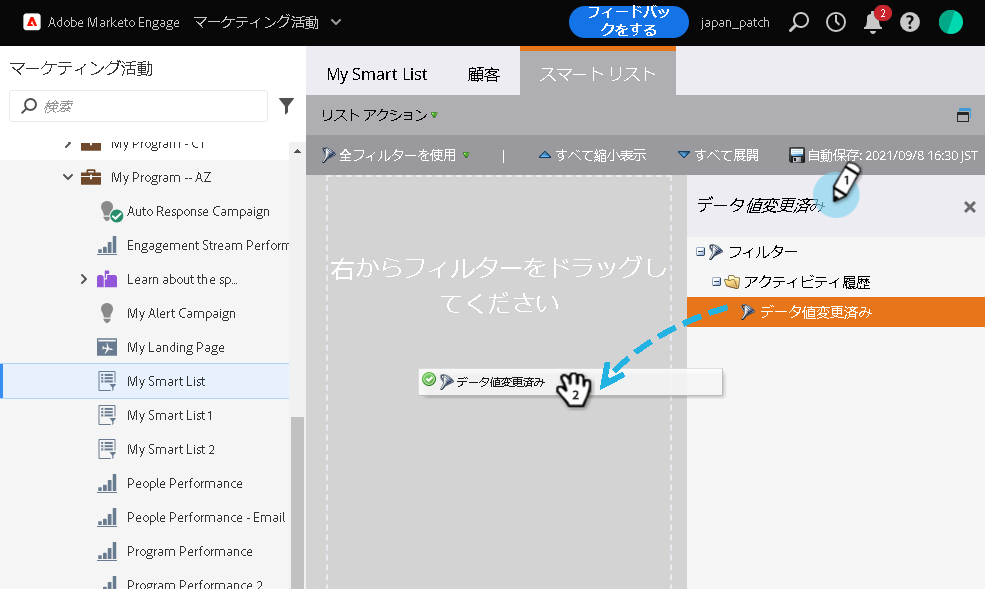 Adobe Marketo Engage マーケティング活動
フィードバッ
クをする
japan_patch
2
マーケティング活動
検索
My Program - CT
My Program -- AZ
Auto Response Campaign
Engagement Stream Perform
Learn about the sp...
My Alert Campaign
My Landing Page
My Smart List
My Smart List1
My Smart List 2
People Performance
People Performance - Email
Program Performance
Program Performance 2
My Smart List 顧客 スマート リスト
リスト アクション
全フィルターを使用 | すべて縮小表示 すべて展開 自動保存: 2021/09/8 16:30 JST
右からフィルターをドラッグし
てください
データ値変更済み
2
1
データ値変更済み
フィルター
アクティビティ履歴
データ値変更済み